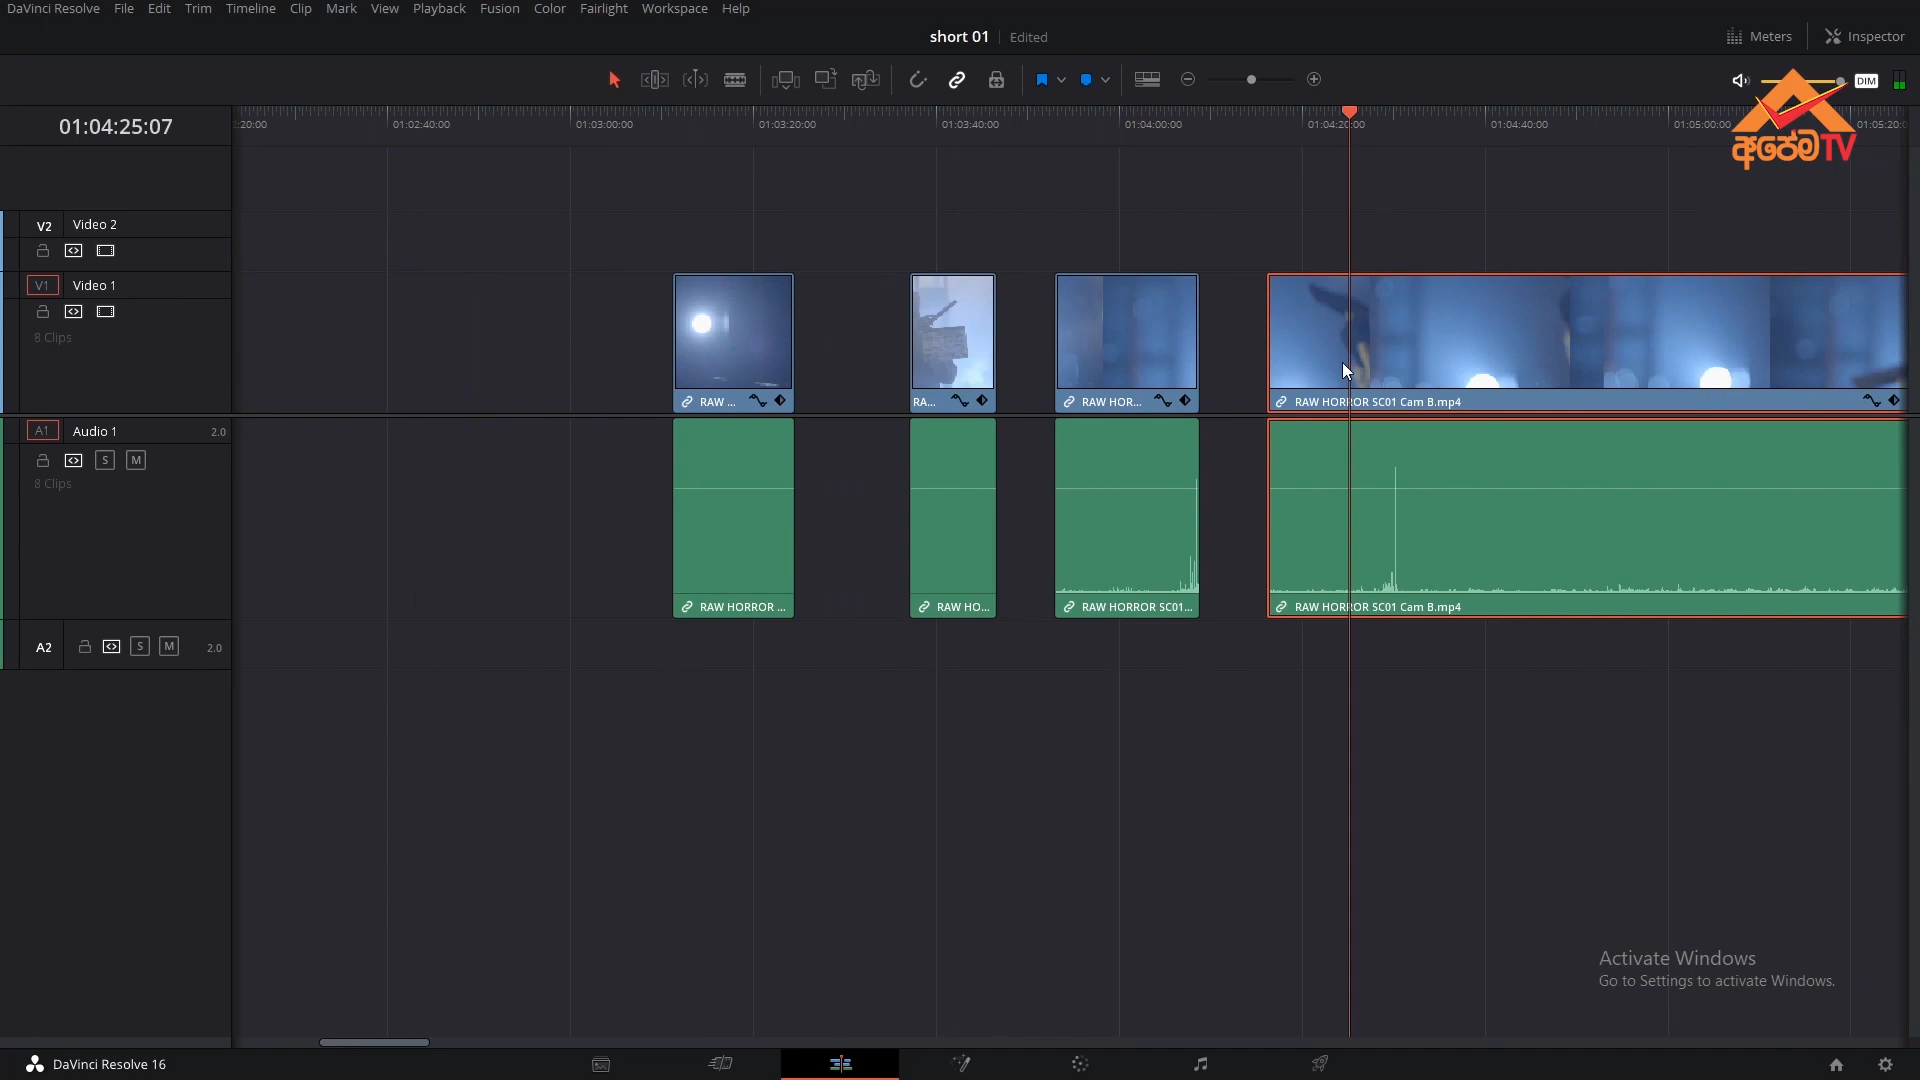 DaVinci Resolve File Edit Trim Timeline Clip Mark View Playback Fusion Color Fairlight Workspace Help
short 01 Edited
Meters Inspector
DIM
අපේම TV
01:04:25:07
2:20:00 01:02:40:00 01:03:00:00 01:03:20:00 01:03:40:00 01:04:00:00 01:04:20:00 01:04:40:00 01:05:00:00 01:05:20:0
V2 Video 2
V1 Video 1
8 Clips
RAW ... RA... RAW HOR... RAW HORROR SC01 Cam B.mp4
A1 Audio 1 2.0
S M
8 Clips
RAW HORROR ... RAW HO... RAW HORROR SC01... RAW HORROR SC01 Cam B.mp4
A2 S M 2.0
Activate Windows
Go to Settings to activate Windows.
DaVinci Resolve 16